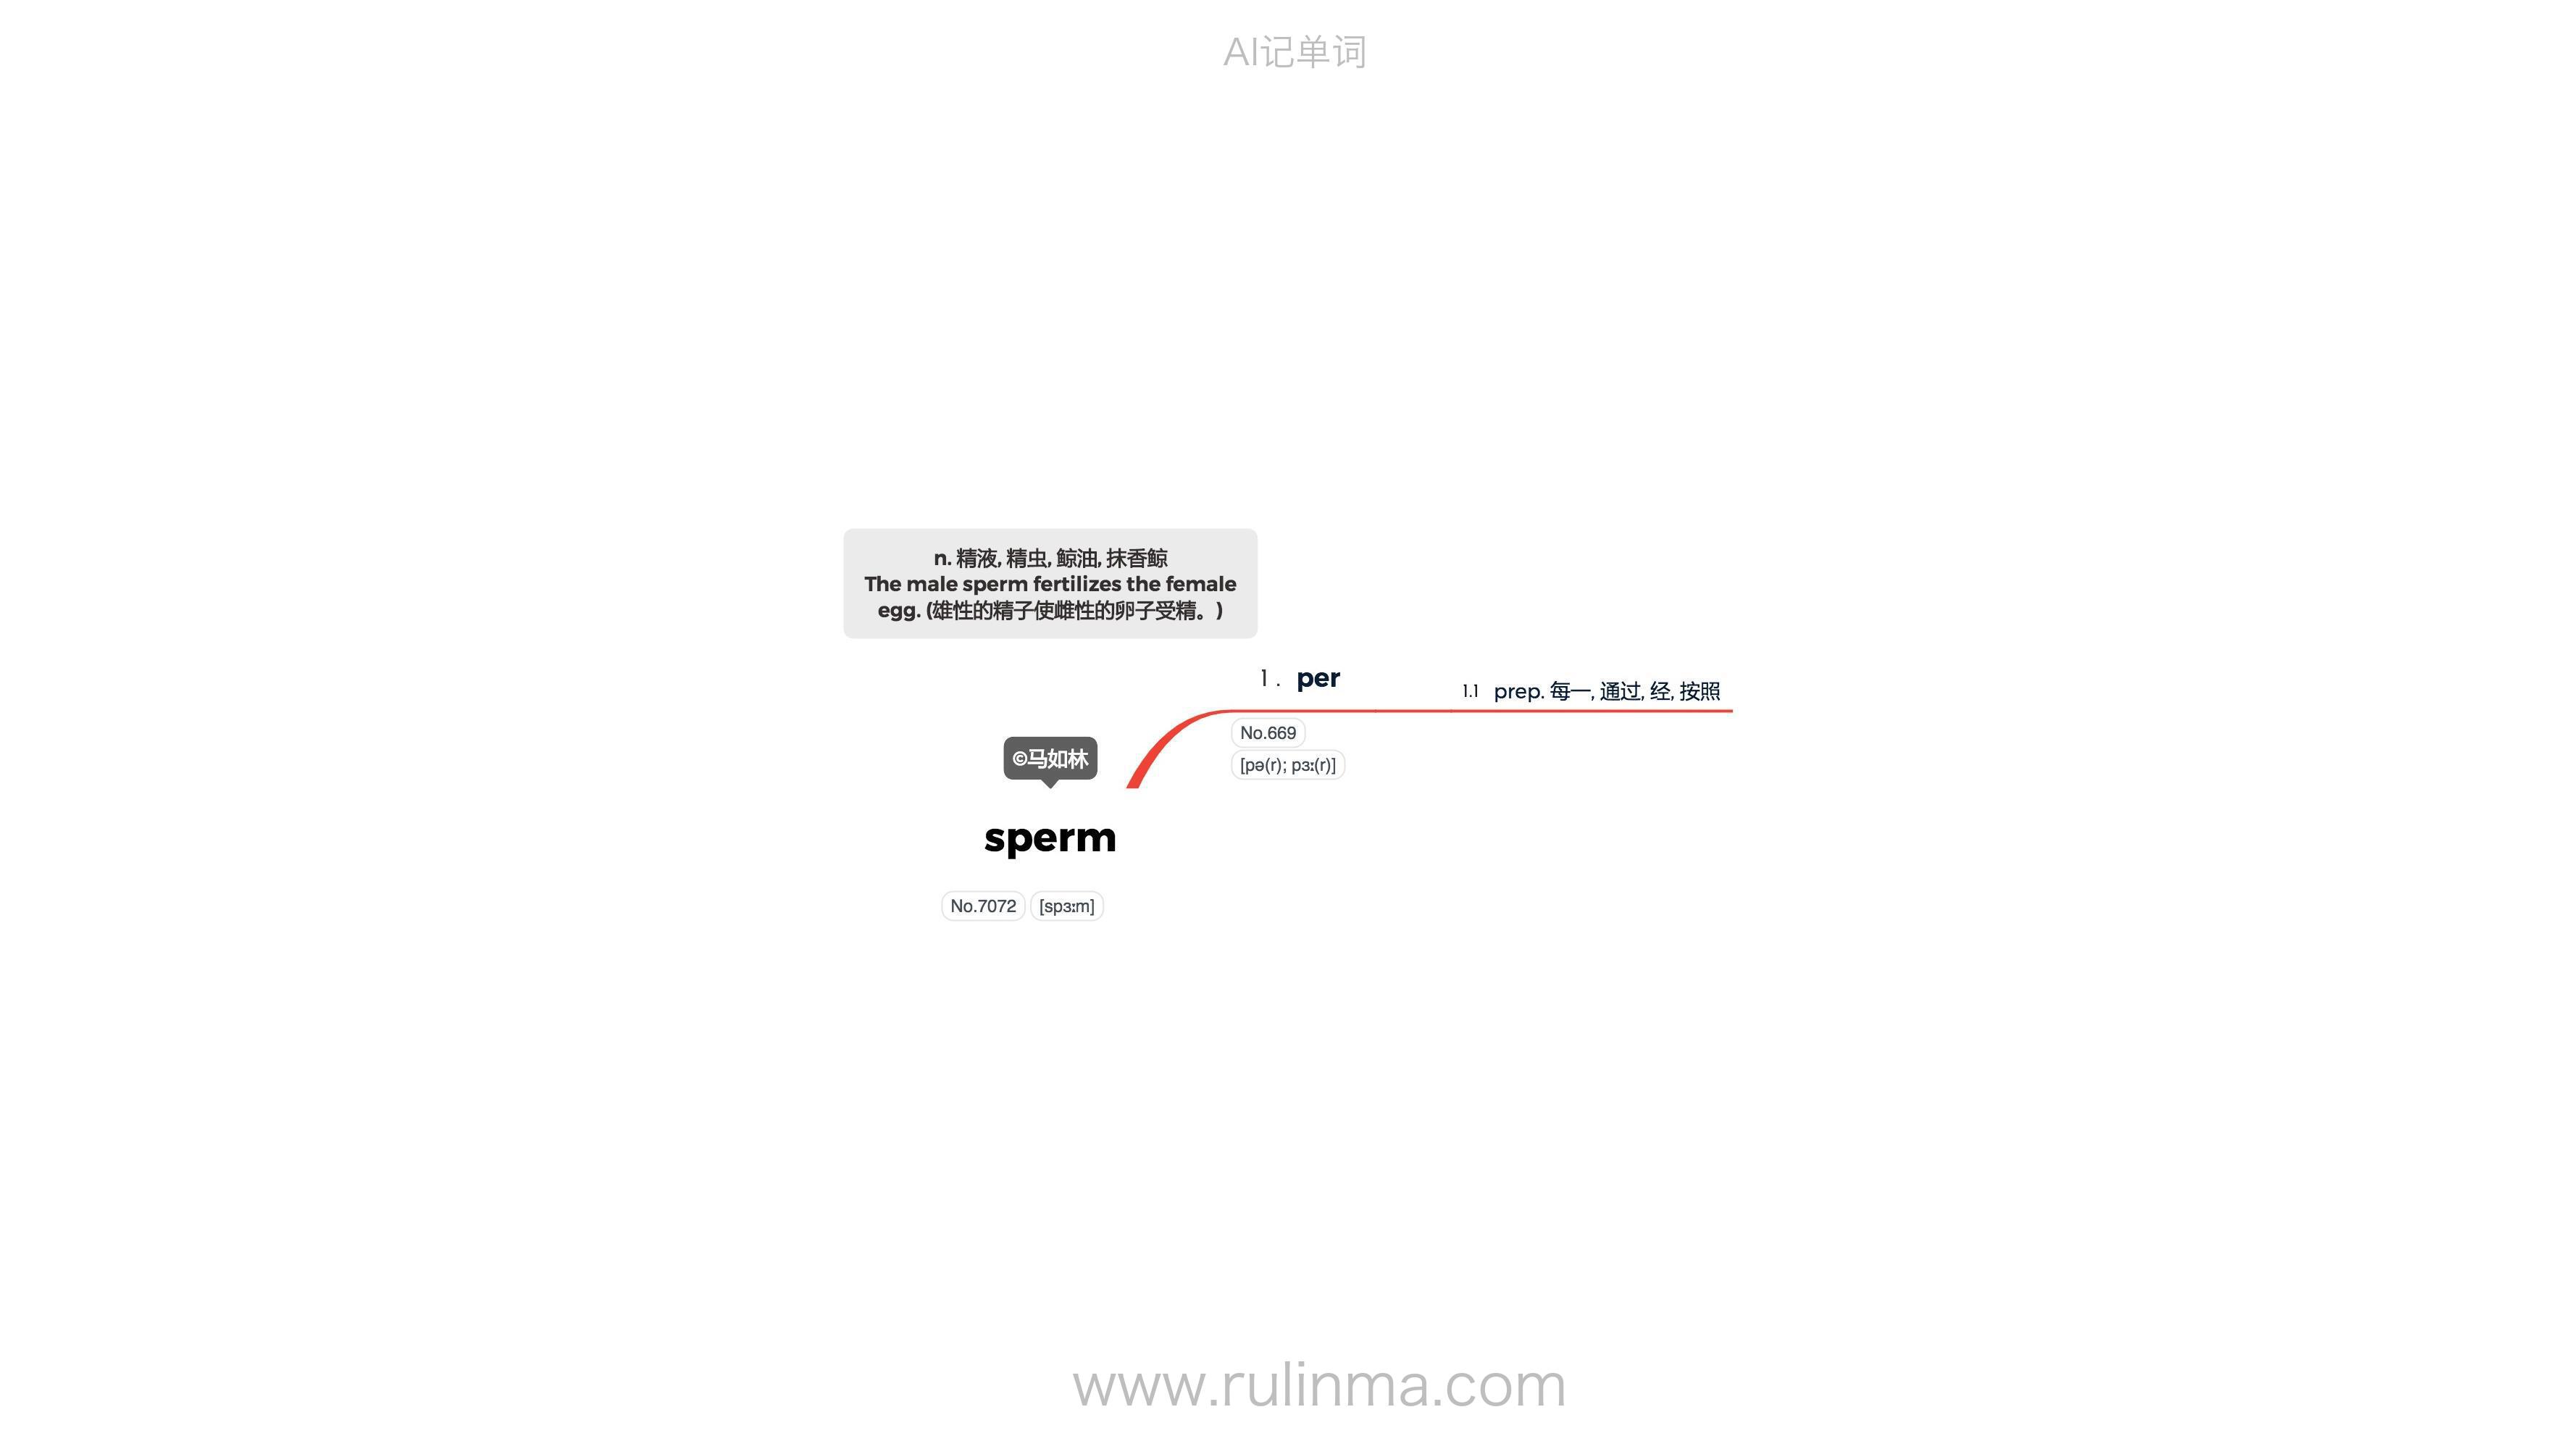 AI记单词
n. 精液, 精虫, 鲸油, 抹香鲸
The male sperm fertilizes the female
egg. (雄性的精子使雌性的卵子受精。)
1. per
1.1 prep. 每一, 通过, 经, 按照
No.669
[pə(r); pɜː(r)]
©马如林
sperm
No.7072 [spɜːm]
www.rulinma.com